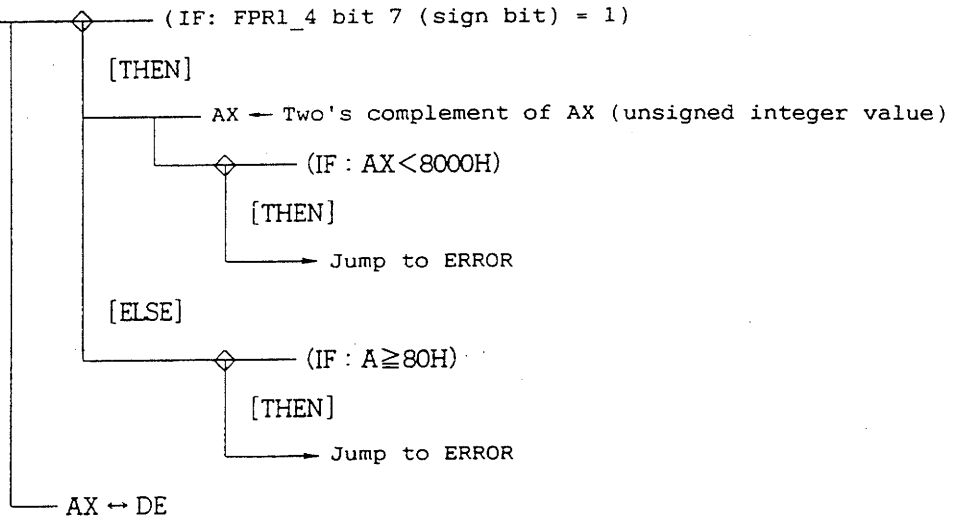 (IF: FPR1_4 bit 7 (sign bit) = 1)
[THEN]
AX ← Two's complement of AX (unsigned integer value)
(IF : AX<8000H)
[THEN]
Jump to ERROR
[ELSE]
(IF : A≧80H)
[THEN]
Jump to ERROR
AX ↔ DE